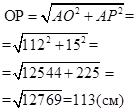 OP = √AO² + AP² =
= √112² + 15² =
= √12544 + 225 =
= √12769 = 113(см)